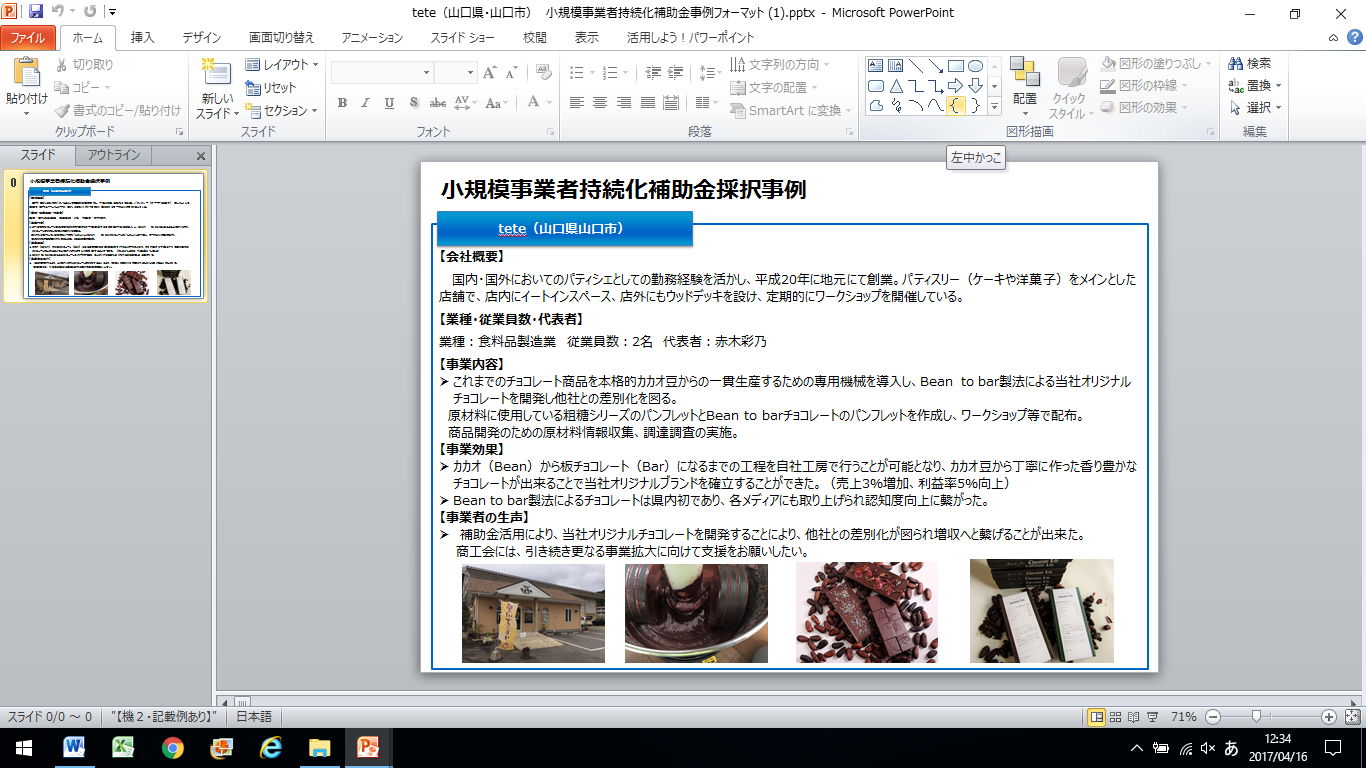 tete（山口県・山口市）　小規模事業者持続化補助金事例フォーマット (1).pptx - Microsoft PowerPoint
ファイル ホーム 挿入 デザイン 画面切り替え アニメーション スライド ショー 校閲 表示 活用しよう！パワーポイント
貼り付け 切り取り コピー 書式のコピー/貼り付け
クリップボード
新しいスライド レイアウト リセット セクション
スライド
B I U S abc AV Aa A
フォント
文字列の方向 文字の配置 SmartArt に変換
段落
配置 クイックスタイル 図形の塗りつぶし 図形の枠線 図形の効果
図形描画
検索 置換 選択
編集
左中かっこ
スライド アウトライン
0
小規模事業者持続化補助金採択事例
tete（山口県山口市）
【会社概要】
国内・国外においてのパティシェとしての勤務経験を活かし、平成20年に地元にて創業。パティスリー（ケーキや洋菓子）をメインとした
店舗で、店内にイートインスペース、店外にもウッドデッキを設け、定期的にワークショップを開催している。
【業種・従業員数・代表者】
業種：食料品製造業　従業員数：2名　代表者：赤木彩乃
【事業内容】
➢ これまでのチョコレート商品を本格的カカオ豆からの一貫生産するための専用機械を導入し、Bean to bar製法による当社オリジナル
チョコレートを開発し他社との差別化を図る。
原材料に使用している粗糖シリーズのパンフレットとBean to barチョコレートのパンフレットを作成し、ワークショップ等で配布。
商品開発のための原材料情報収集、調達調査の実施。
【事業効果】
➢ カカオ（Bean）から板チョコレート（Bar）になるまでの工程を自社工房で行うことが可能となり、カカオ豆から丁寧に作った香り豊かな
チョコレートが出来ることで当社オリジナルブランドを確立することができた。（売上3%増加、利益率5%向上）
➢ Bean to bar製法によるチョコレートは県内初であり、各メディアにも取り上げられ認知度向上に繋がった。
【事業者の生声】
➢ 補助金活用により、当社オリジナルチョコレートを開発することにより、他社との差別化が図られ増収へと繋げることが出来た。
商工会には、引き続き更なる事業拡大に向けて支援をお願いしたい。
スライド 0/0 ～ 0 "【機２・記載例あり】" 日本語 71%
あ 12:34
2017/04/16